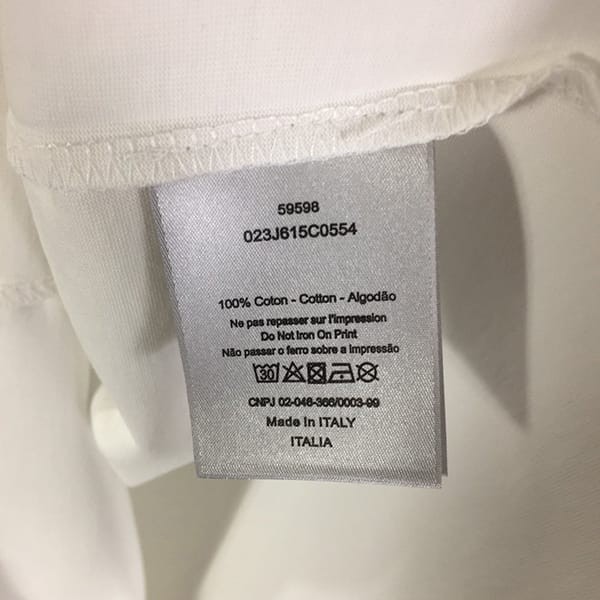 59598
023J615C0554
100% Coton - Cotton - Algodão
Ne pas repasser sur l'impression
Do Not Iron On Print
Não passar o ferro sobre a impressão
30
CNPJ 02-046-366/0003-99
Made in ITALY
ITALIA